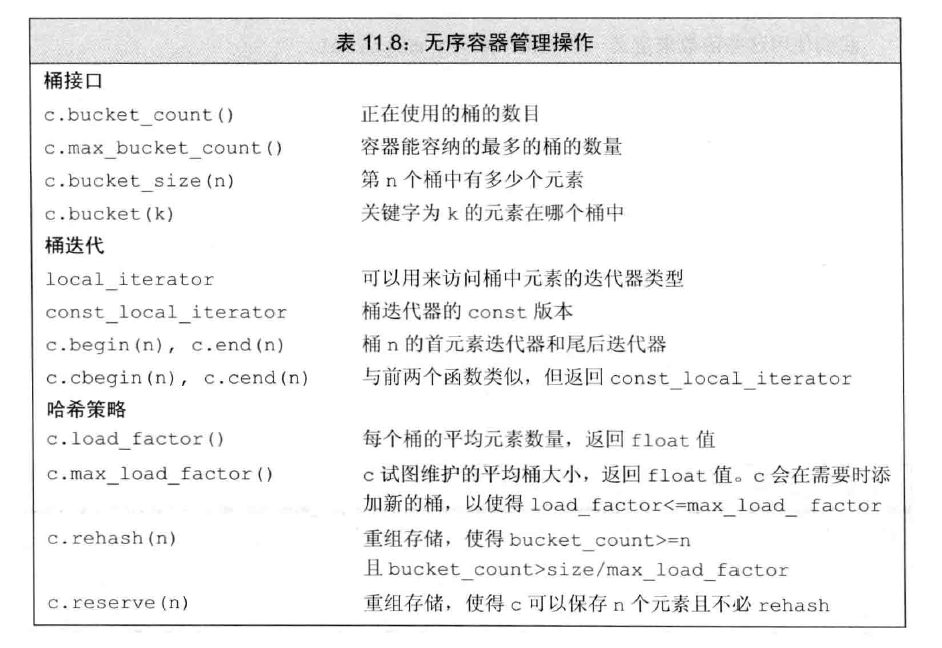 表 11.8：无序容器管理操作
桶接口
c.bucket_count() 正在使用的桶的数目
c.max_bucket_count() 容器能容纳的最多的桶的数量
c.bucket_size(n) 第 n 个桶中有多少个元素
c.bucket(k) 关键字为 k 的元素在哪个桶中
桶迭代
local_iterator 可以用来访问桶中元素的迭代器类型
const_local_iterator 桶迭代器的 const 版本
c.begin(n), c.end(n) 桶 n 的首元素迭代器和尾后迭代器
c.cbegin(n), c.cend(n) 与前两个函数类似，但返回 const_local_iterator
哈希策略
c.load_factor() 每个桶的平均元素数量，返回 float 值
c.max_load_factor() c 试图维护的平均桶大小，返回 float 值。c 会在需要时添
加新的桶，以使得 load_factor<=max_load_ factor
c.rehash(n) 重组存储，使得 bucket_count>=n
且 bucket_count>size/max_load_factor
c.reserve(n) 重组存储，使得 c 可以保存 n 个元素且不必 rehash